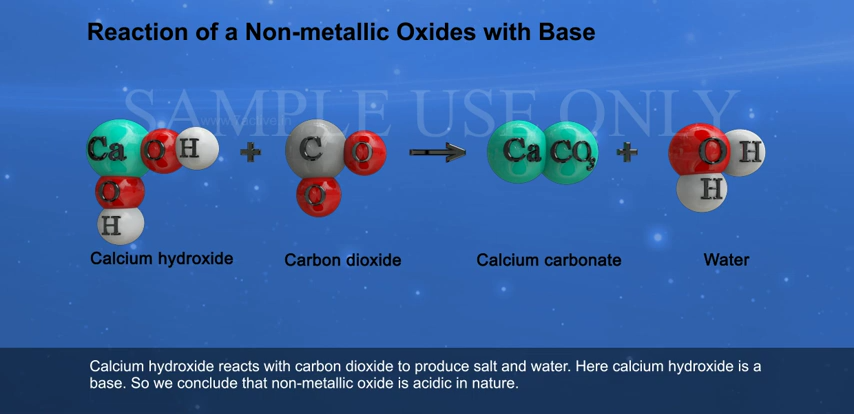 Reaction of a Non-metallic Oxides with Base
SAMPLE USE ONLY
Ca O H + C O → Ca CO₃ + O H
O O H
H
Calcium hydroxide Carbon dioxide Calcium carbonate Water
Calcium hydroxide reacts with carbon dioxide to produce salt and water. Here calcium hydroxide is a
base. So we conclude that non-metallic oxide is acidic in nature.